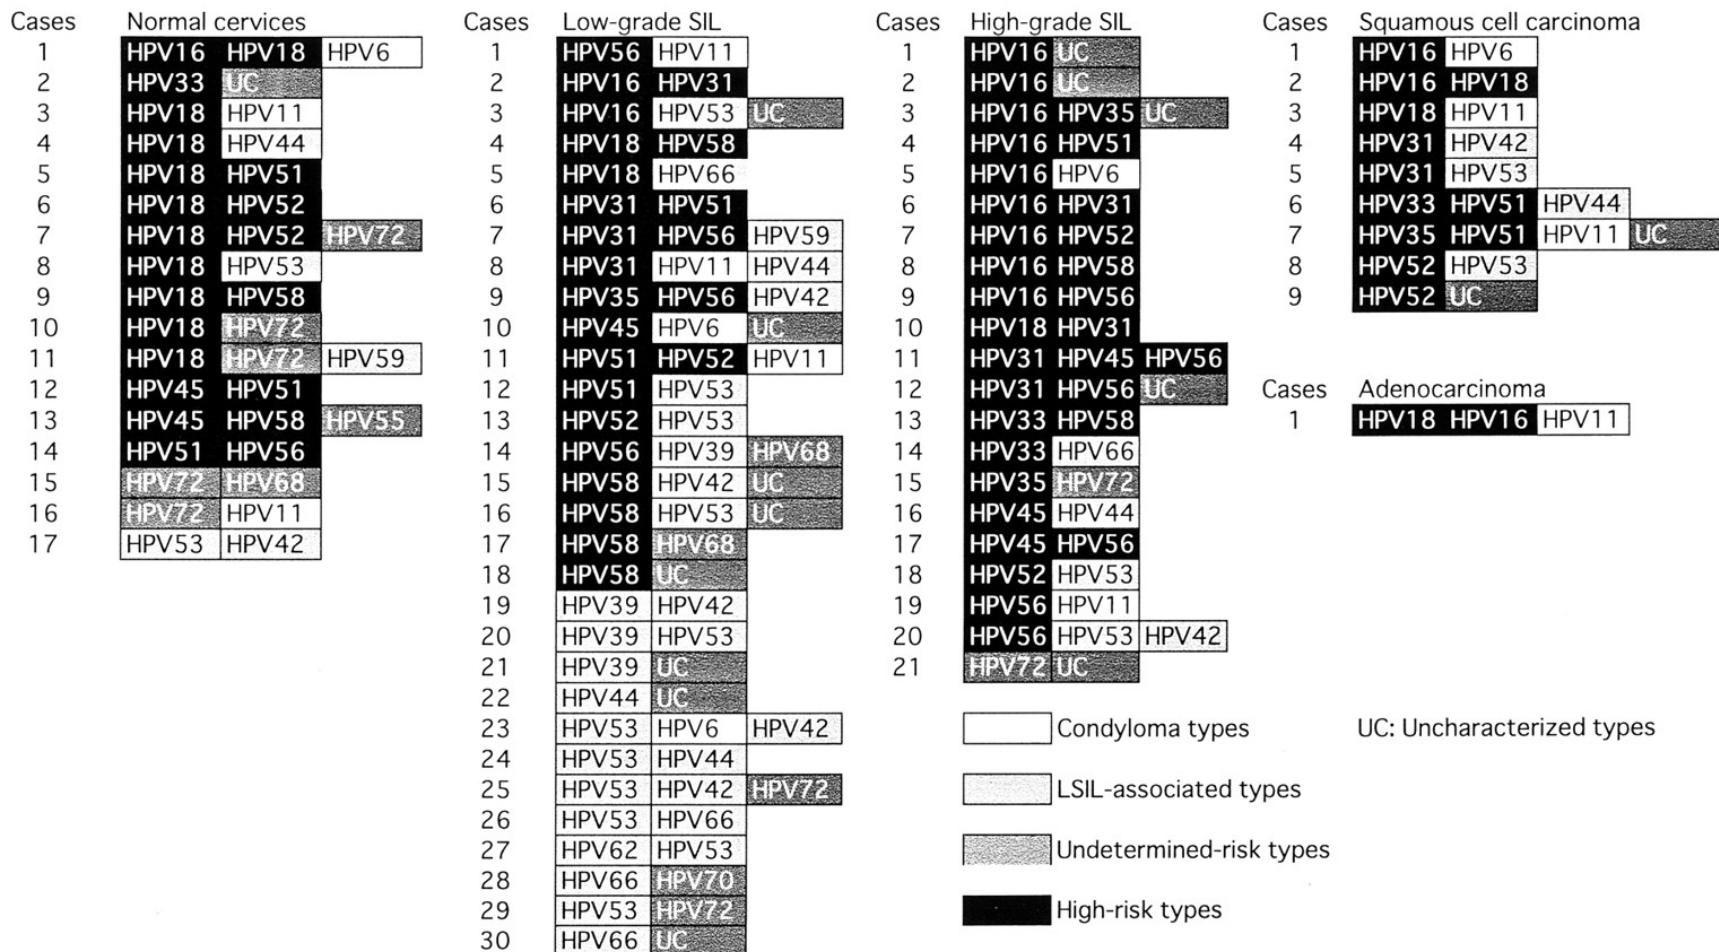 Cases Normal cervices
1 HPV16 HPV18 HPV6
2 HPV33 UC
3 HPV18 HPV11
4 HPV18 HPV44
5 HPV18 HPV51
6 HPV18 HPV52
7 HPV18 HPV52 HPV72
8 HPV18 HPV53
9 HPV18 HPV58
10 HPV18 HPV72
11 HPV18 HPV72 HPV59
12 HPV45 HPV51
13 HPV45 HPV58 HPV55
14 HPV51 HPV56
15 HPV72 HPV68
16 HPV72 HPV11
17 HPV53 HPV42
Cases Low-grade SIL
1 HPV56 HPV11
2 HPV16 HPV31
3 HPV16 HPV53 UC
4 HPV18 HPV58
5 HPV18 HPV66
6 HPV31 HPV51
7 HPV31 HPV56 HPV59
8 HPV31 HPV11 HPV44
9 HPV35 HPV56 HPV42
10 HPV45 HPV6 UC
11 HPV51 HPV52 HPV11
12 HPV51 HPV53
13 HPV52 HPV53
14 HPV56 HPV39 HPV68
15 HPV58 HPV42 UC
16 HPV58 HPV53 UC
17 HPV58 HPV68
18 HPV58 UC
19 HPV39 HPV42
20 HPV39 HPV53
21 HPV39 UC
22 HPV44 UC
23 HPV53 HPV6 HPV42
24 HPV53 HPV44
25 HPV53 HPV42 HPV72
26 HPV53 HPV66
27 HPV62 HPV53
28 HPV66 HPV70
29 HPV53 HPV72
30 HPV66 UC
Cases High-grade SIL
1 HPV16 UC
2 HPV16 UC
3 HPV16 HPV35 UC
4 HPV16 HPV51
5 HPV16 HPV6
6 HPV16 HPV31
7 HPV16 HPV52
8 HPV16 HPV58
9 HPV16 HPV56
10 HPV18 HPV31
11 HPV31 HPV45 HPV56
12 HPV31 HPV56 UC
13 HPV33 HPV58
14 HPV33 HPV66
15 HPV35 HPV72
16 HPV45 HPV44
17 HPV45 HPV56
18 HPV52 HPV53
19 HPV56 HPV11
20 HPV56 HPV53 HPV42
21 HPV72 UC
Cases Squamous cell carcinoma
1 HPV16 HPV6
2 HPV16 HPV18
3 HPV18 HPV11
4 HPV31 HPV42
5 HPV31 HPV53
6 HPV33 HPV51 HPV44
7 HPV35 HPV51 HPV11 UC
8 HPV52 HPV53
9 HPV52 UC
Cases Adenocarcinoma
1 HPV18 HPV16 HPV11
Condyloma types
LSIL-associated types
Undetermined-risk types
High-risk types
UC: Uncharacterized types